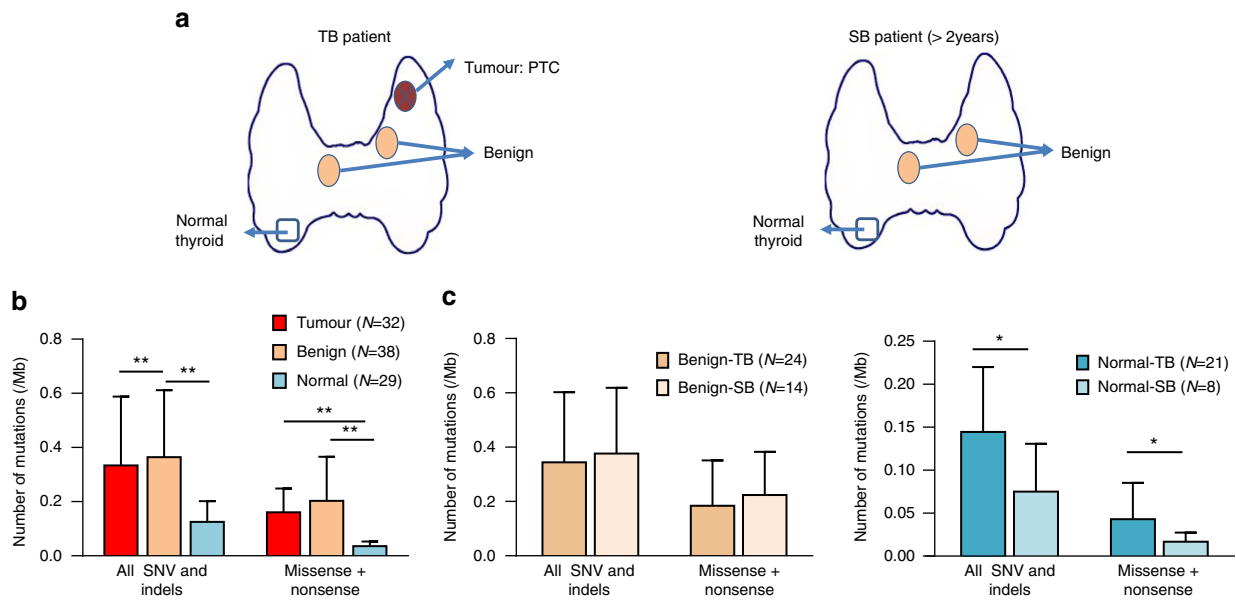 a
TB patient
SB patient (> 2years)
Tumour: PTC
Benign
Benign
Normal
thyroid
Normal
thyroid
b
Number of mutations (/Mb)
0.8
0.6
0.4
0.2
0.0
Tumour (N=32)
Benign (N=38)
Normal (N=29)
**
**
**
**
All SNV and
indels
Missense +
nonsense
c
Number of mutations (/Mb)
0.8
0.6
0.4
0.2
0.0
Benign-TB (N=24)
Benign-SB (N=14)
All SNV and
indels
Missense +
nonsense
Number of mutations (/Mb)
0.25
0.20
0.15
0.10
0.05
0.00
Normal-TB (N=21)
Normal-SB (N=8)
*
*
All SNV and
indels
Missense +
nonsense